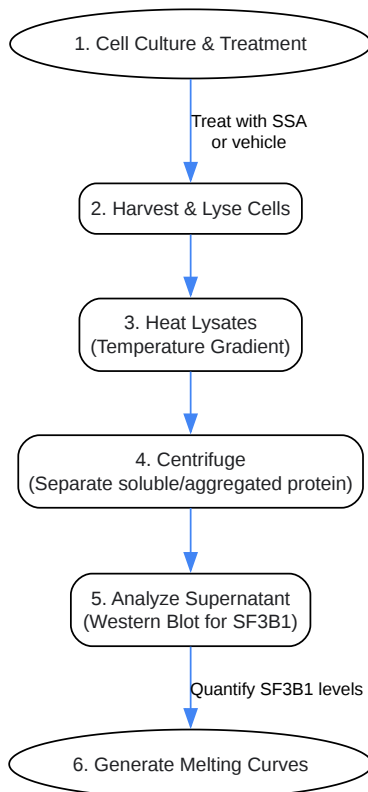 1. Cell Culture & Treatment
Treat with SSA
or vehicle
2. Harvest & Lyse Cells
3. Heat Lysates
(Temperature Gradient)
4. Centrifuge
(Separate soluble/aggregated protein)
5. Analyze Supernatant
(Western Blot for SF3B1)
Quantify SF3B1 levels
6. Generate Melting Curves